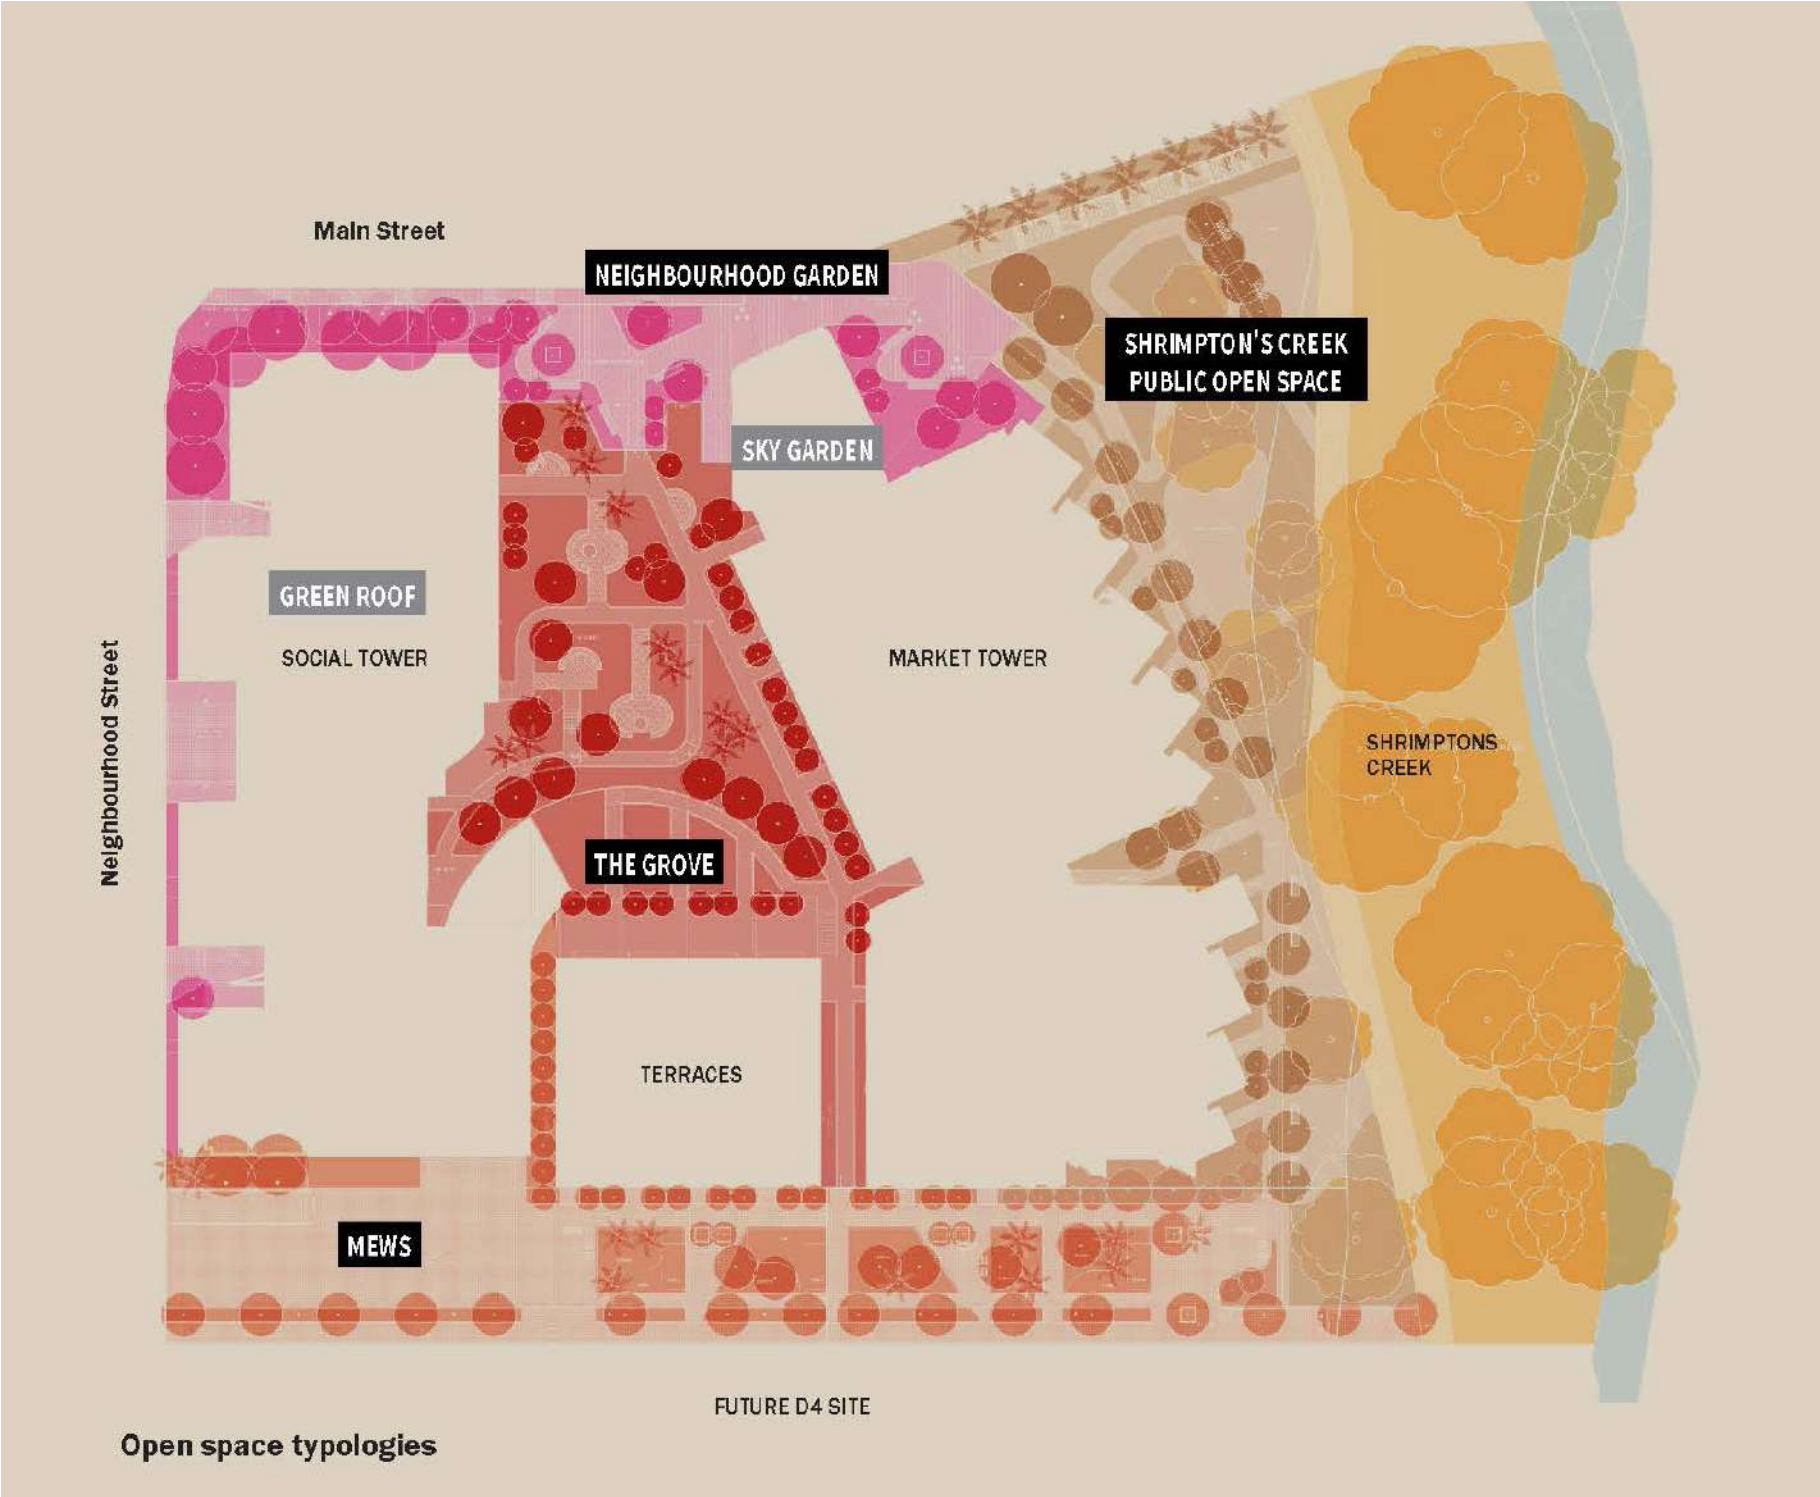 Main Street
NEIGHBOURHOOD GARDEN
SHRIMPTON'S CREEK
PUBLIC OPEN SPACE
SKY GARDEN
GREEN ROOF
SOCIAL TOWER
MARKET TOWER
Neighbourhood Street
SHRIMPTONS
CREEK
THE GROVE
TERRACES
MEWS
FUTURE D4 SITE
Open space typologies